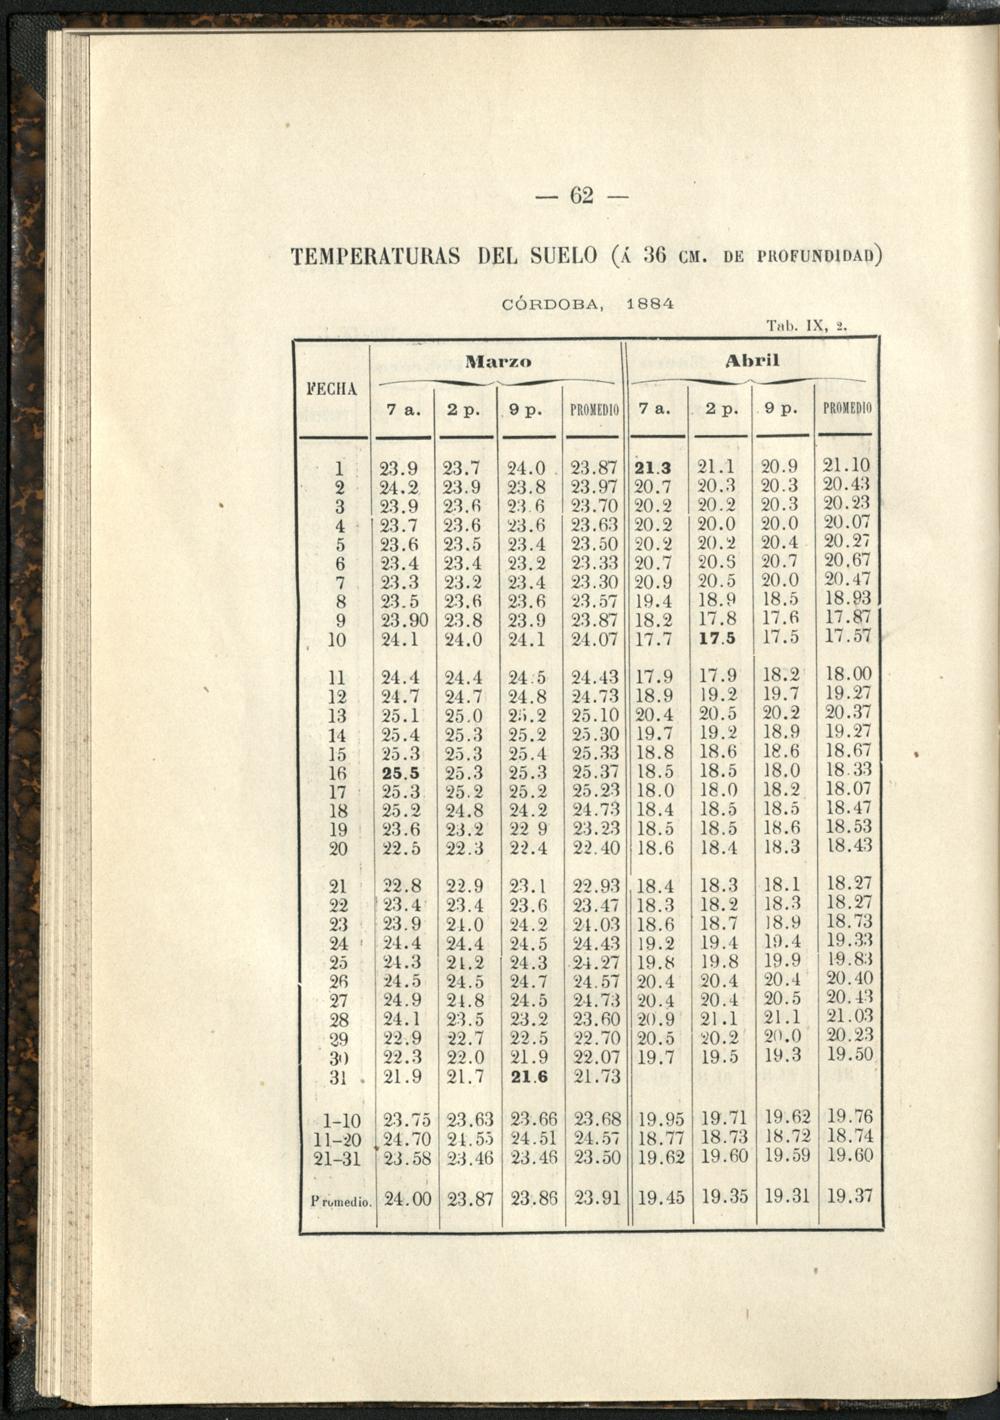 — 62 —
TEMPERATURAS DEL SUELO (Á 36 CM. DE PROFUNDIDAD)
CÓRDOBA, 1884
Tab. IX, 2.
FECHA Marzo Abril
7 a. 2 p. 9 p. PROMEDIO 7 a. 2 p. 9 p. PROMEDIO
1 23.9 23.7 24.0 23.87 21.3 21.1 20.9 21.10
2 24.2 23.9 23.8 23.97 20.7 20.3 20.3 20.43
3 23.9 23.6 23.6 23.70 20.2 20.2 20.3 20.23
4 23.7 23.6 23.6 23.63 20.2 20.0 20.0 20.07
5 23.6 23.5 23.4 23.50 20.2 20.2 20.4 20.27
6 23.4 23.4 23.2 23.33 20.7 20.6 20.7 20.67
7 23.3 23.2 23.4 23.30 20.9 20.5 20.0 20.47
8 23.5 23.6 23.6 23.57 19.4 18.9 18.5 18.93
9 23.90 23.8 23.9 23.87 18.2 17.8 17.6 17.87
10 24.1 24.0 24.1 24.07 17.7 17.5 17.5 17.57
11 24.4 24.4 24.5 24.43 17.9 17.9 18.2 18.00
12 24.7 24.7 24.8 24.73 18.9 19.2 19.7 19.27
13 25.1 25.0 25.2 25.10 20.4 20.5 20.2 20.37
14 25.4 25.3 25.2 25.30 19.7 19.2 18.9 19.27
15 25.3 25.3 25.4 25.33 18.8 18.6 18.6 18.67
16 25.5 25.3 25.3 25.37 18.5 18.5 18.0 18.33
17 25.3 25.2 25.2 25.23 18.0 18.0 18.2 18.07
18 25.2 24.8 24.2 24.73 18.4 18.5 18.5 18.47
19 23.6 23.2 22 9 23.23 18.5 18.5 18.6 18.53
20 22.5 22.3 22.4 22.40 18.6 18.4 18.3 18.43
21 22.8 22.9 23.1 22.93 18.4 18.3 18.1 18.27
22 23.4 23.4 23.6 23.47 18.3 18.2 18.3 18.27
23 23.9 24.0 24.2 24.03 18.6 18.7 18.9 18.73
24 24.4 24.4 24.5 24.43 19.2 19.4 19.4 19.33
25 24.3 24.2 24.3 24.27 19.8 19.8 19.9 19.83
26 24.5 24.5 24.7 24.57 20.4 20.4 20.4 20.40
27 24.9 24.8 24.5 24.73 20.4 20.4 20.5 20.43
28 24.1 23.5 23.2 23.60 20.9 21.1 21.1 21.03
29 22.9 22.7 22.5 22.70 20.5 20.2 20.0 20.23
30 22.3 22.0 21.9 22.07 19.7 19.5 19.3 19.50
31 21.9 21.7 21.6 21.73
1-10 23.75 23.63 23.66 23.68 19.95 19.71 19.62 19.76
11-20 24.70 24.55 24.51 24.57 18.77 18.73 18.72 18.74
21-31 23.58 23.46 23.46 23.50 19.62 19.60 19.59 19.60
Promedio. 24.00 23.87 23.86 23.91 19.45 19.35 19.31 19.37